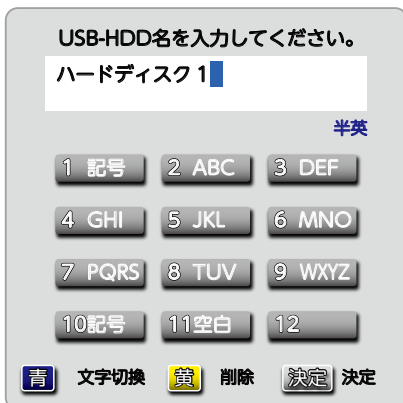 USB-HDD名を入力してください。
ハードディスク1
半英
1 記号 2 ABC 3 DEF
4 GHI 5 JKL 6 MNO
7 PQRS 8 TUV 9 WXYZ
10記号 11空白 12
青 文字切換 黄 削除 決定 決定